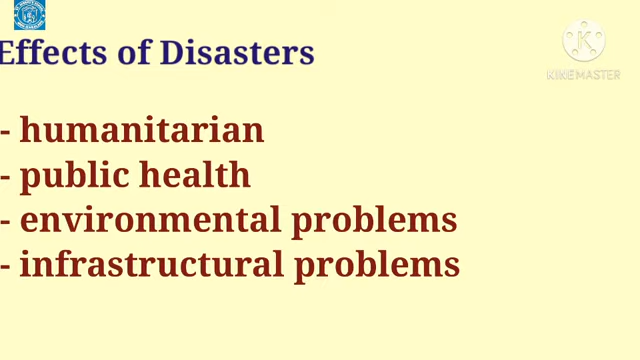 Effects of Disasters
KINEMASTER
- humanitarian
- public health
- environmental problems
- infrastructural problems